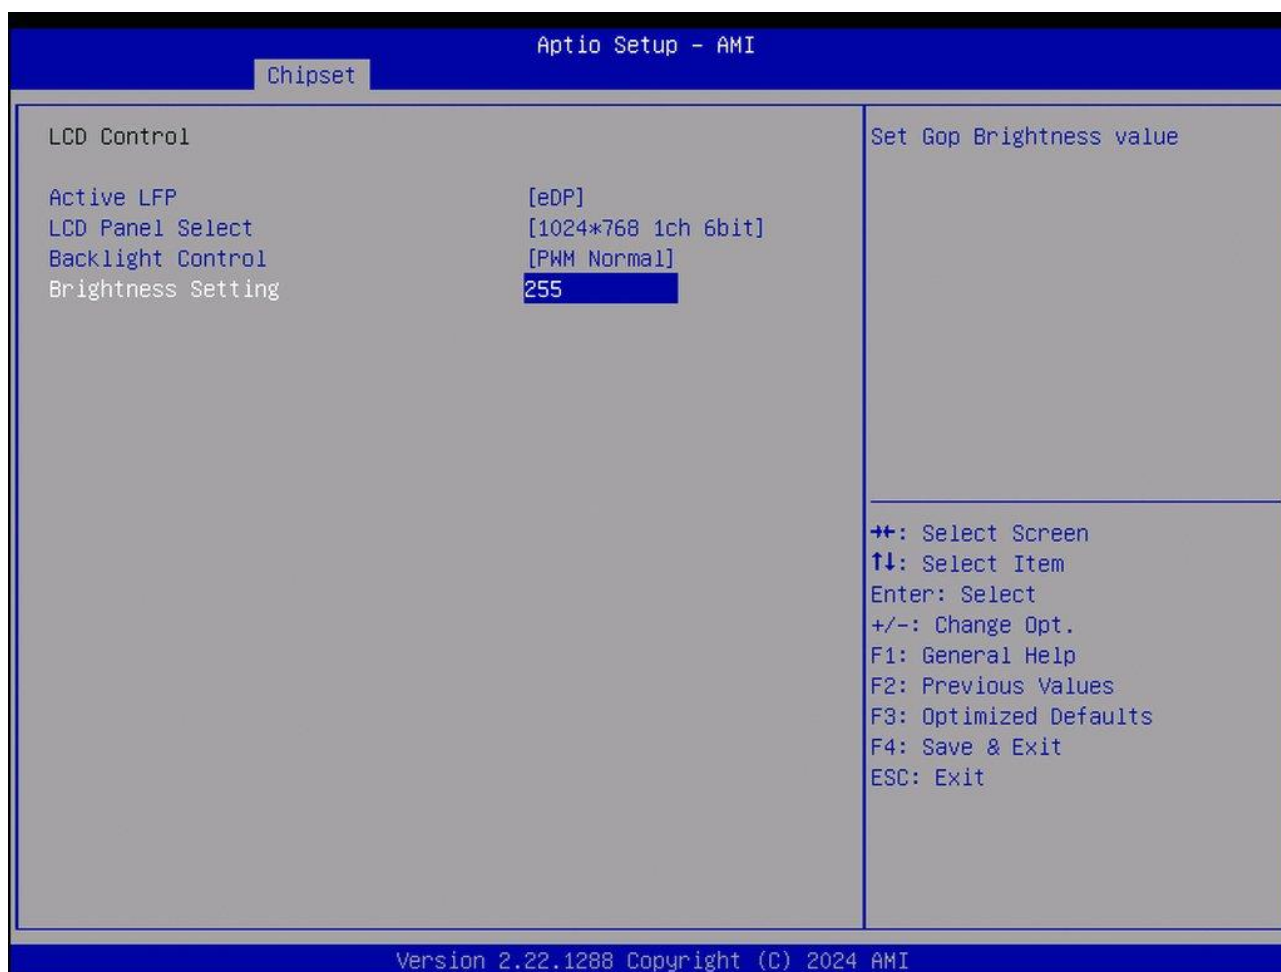 Aptio Setup – AMI
Chipset
LCD Control
Set Gop Brightness value
Active LFP [eDP]
LCD Panel Select [1024*768 1ch 6bit]
Backlight Control [PWM Normal]
Brightness Setting 255
→←: Select Screen
↑↓: Select Item
Enter: Select
+/-: Change Opt.
F1: General Help
F2: Previous Values
F3: Optimized Defaults
F4: Save & Exit
ESC: Exit
Version 2.22.1288 Copyright (C) 2024 AMI